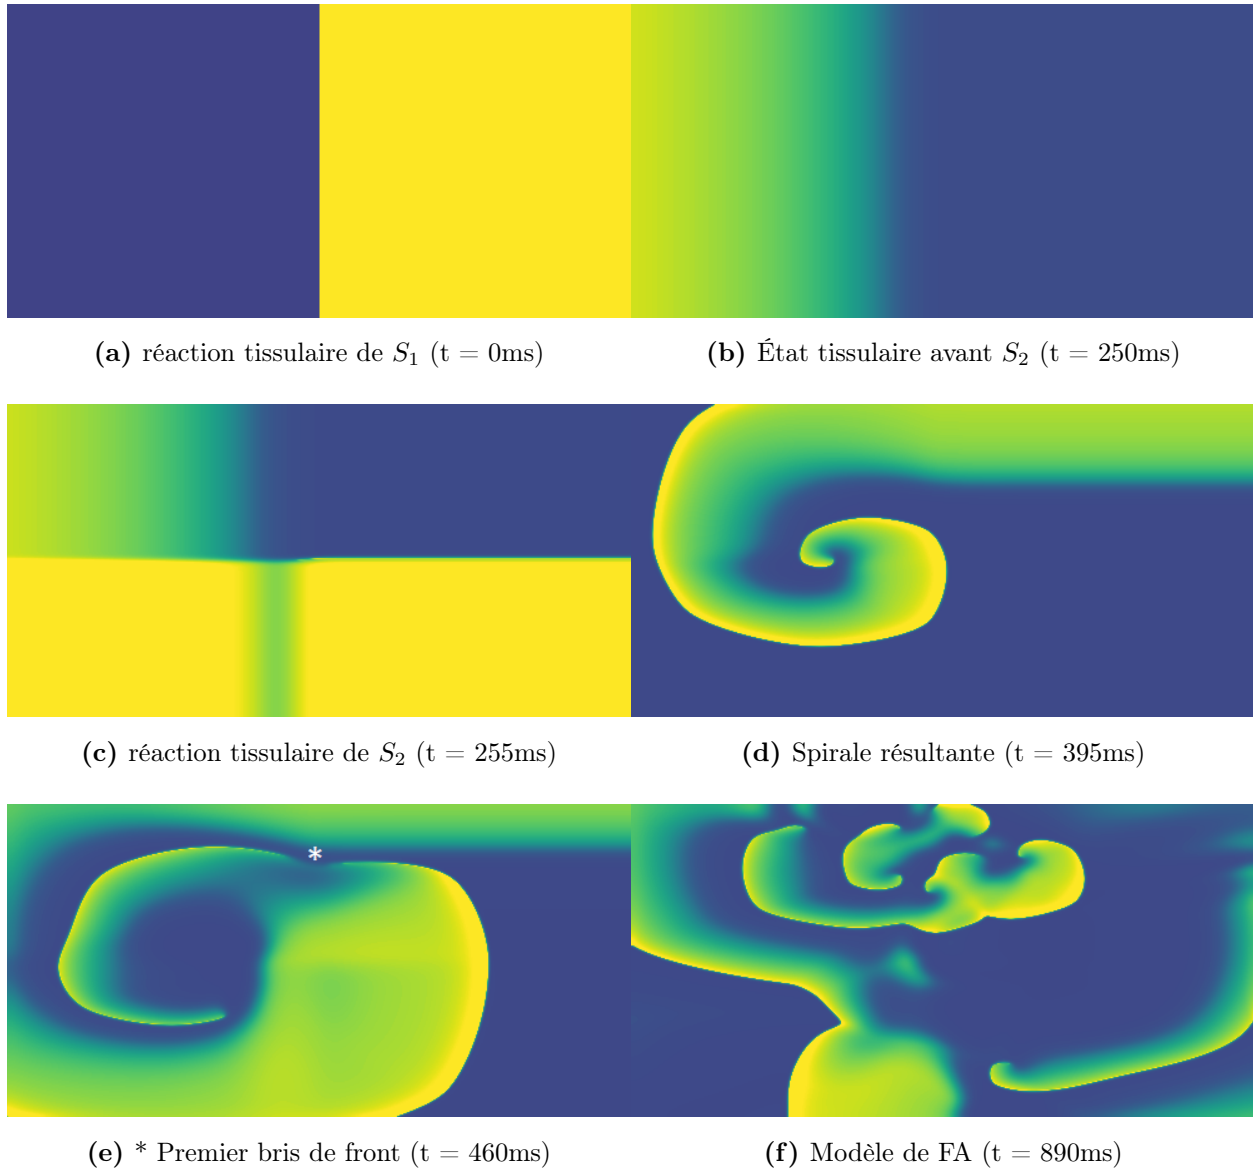 (a) réaction tissulaire de S₁ (t = 0ms)
(b) État tissulaire avant S₂ (t = 250ms)
(c) réaction tissulaire de S₂ (t = 255ms)
(d) Spirale résultante (t = 395ms)
*
(e) * Premier bris de front (t = 460ms)
(f) Modèle de FA (t = 890ms)